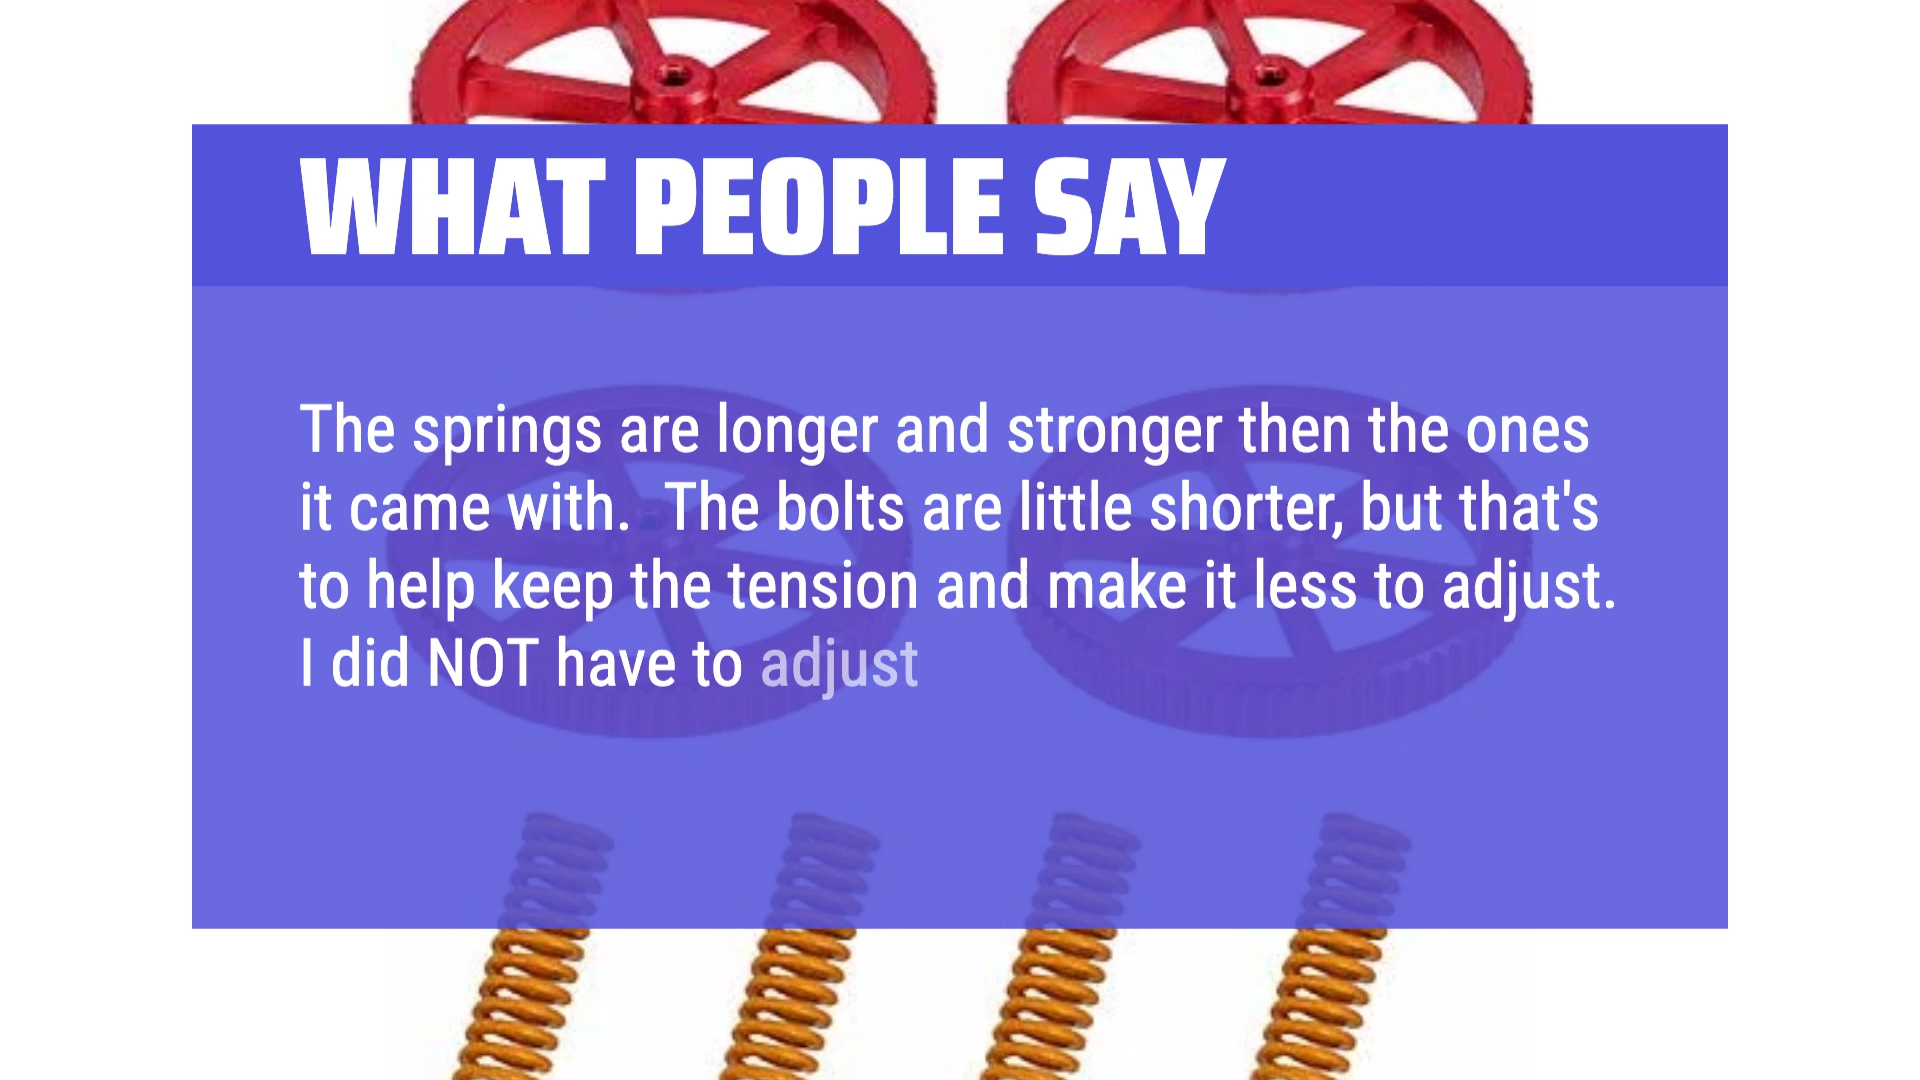 WHAT PEOPLE SAY
The springs are longer and stronger then the ones
it came with.  The bolts are little shorter, but that's
to help keep the tension and make it less to adjust.
I did NOT have to adjust